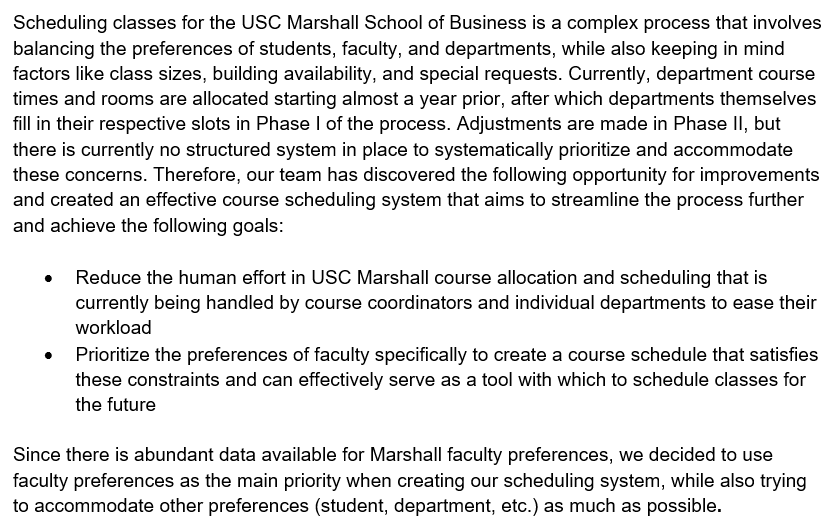 Scheduling classes for the USC Marshall School of Business is a complex process that involves
balancing the preferences of students, faculty, and departments, while also keeping in mind
factors like class sizes, building availability, and special requests. Currently, department course
times and rooms are allocated starting almost a year prior, after which departments themselves
fill in their respective slots in Phase I of the process. Adjustments are made in Phase II, but
there is currently no structured system in place to systematically prioritize and accommodate
these concerns. Therefore, our team has discovered the following opportunity for improvements
and created an effective course scheduling system that aims to streamline the process further
and achieve the following goals:
• Reduce the human effort in USC Marshall course allocation and scheduling that is
currently being handled by course coordinators and individual departments to ease their
workload
• Prioritize the preferences of faculty specifically to create a course schedule that satisfies
these constraints and can effectively serve as a tool with which to schedule classes for
the future
Since there is abundant data available for Marshall faculty preferences, we decided to use
faculty preferences as the main priority when creating our scheduling system, while also trying
to accommodate other preferences (student, department, etc.) as much as possible.